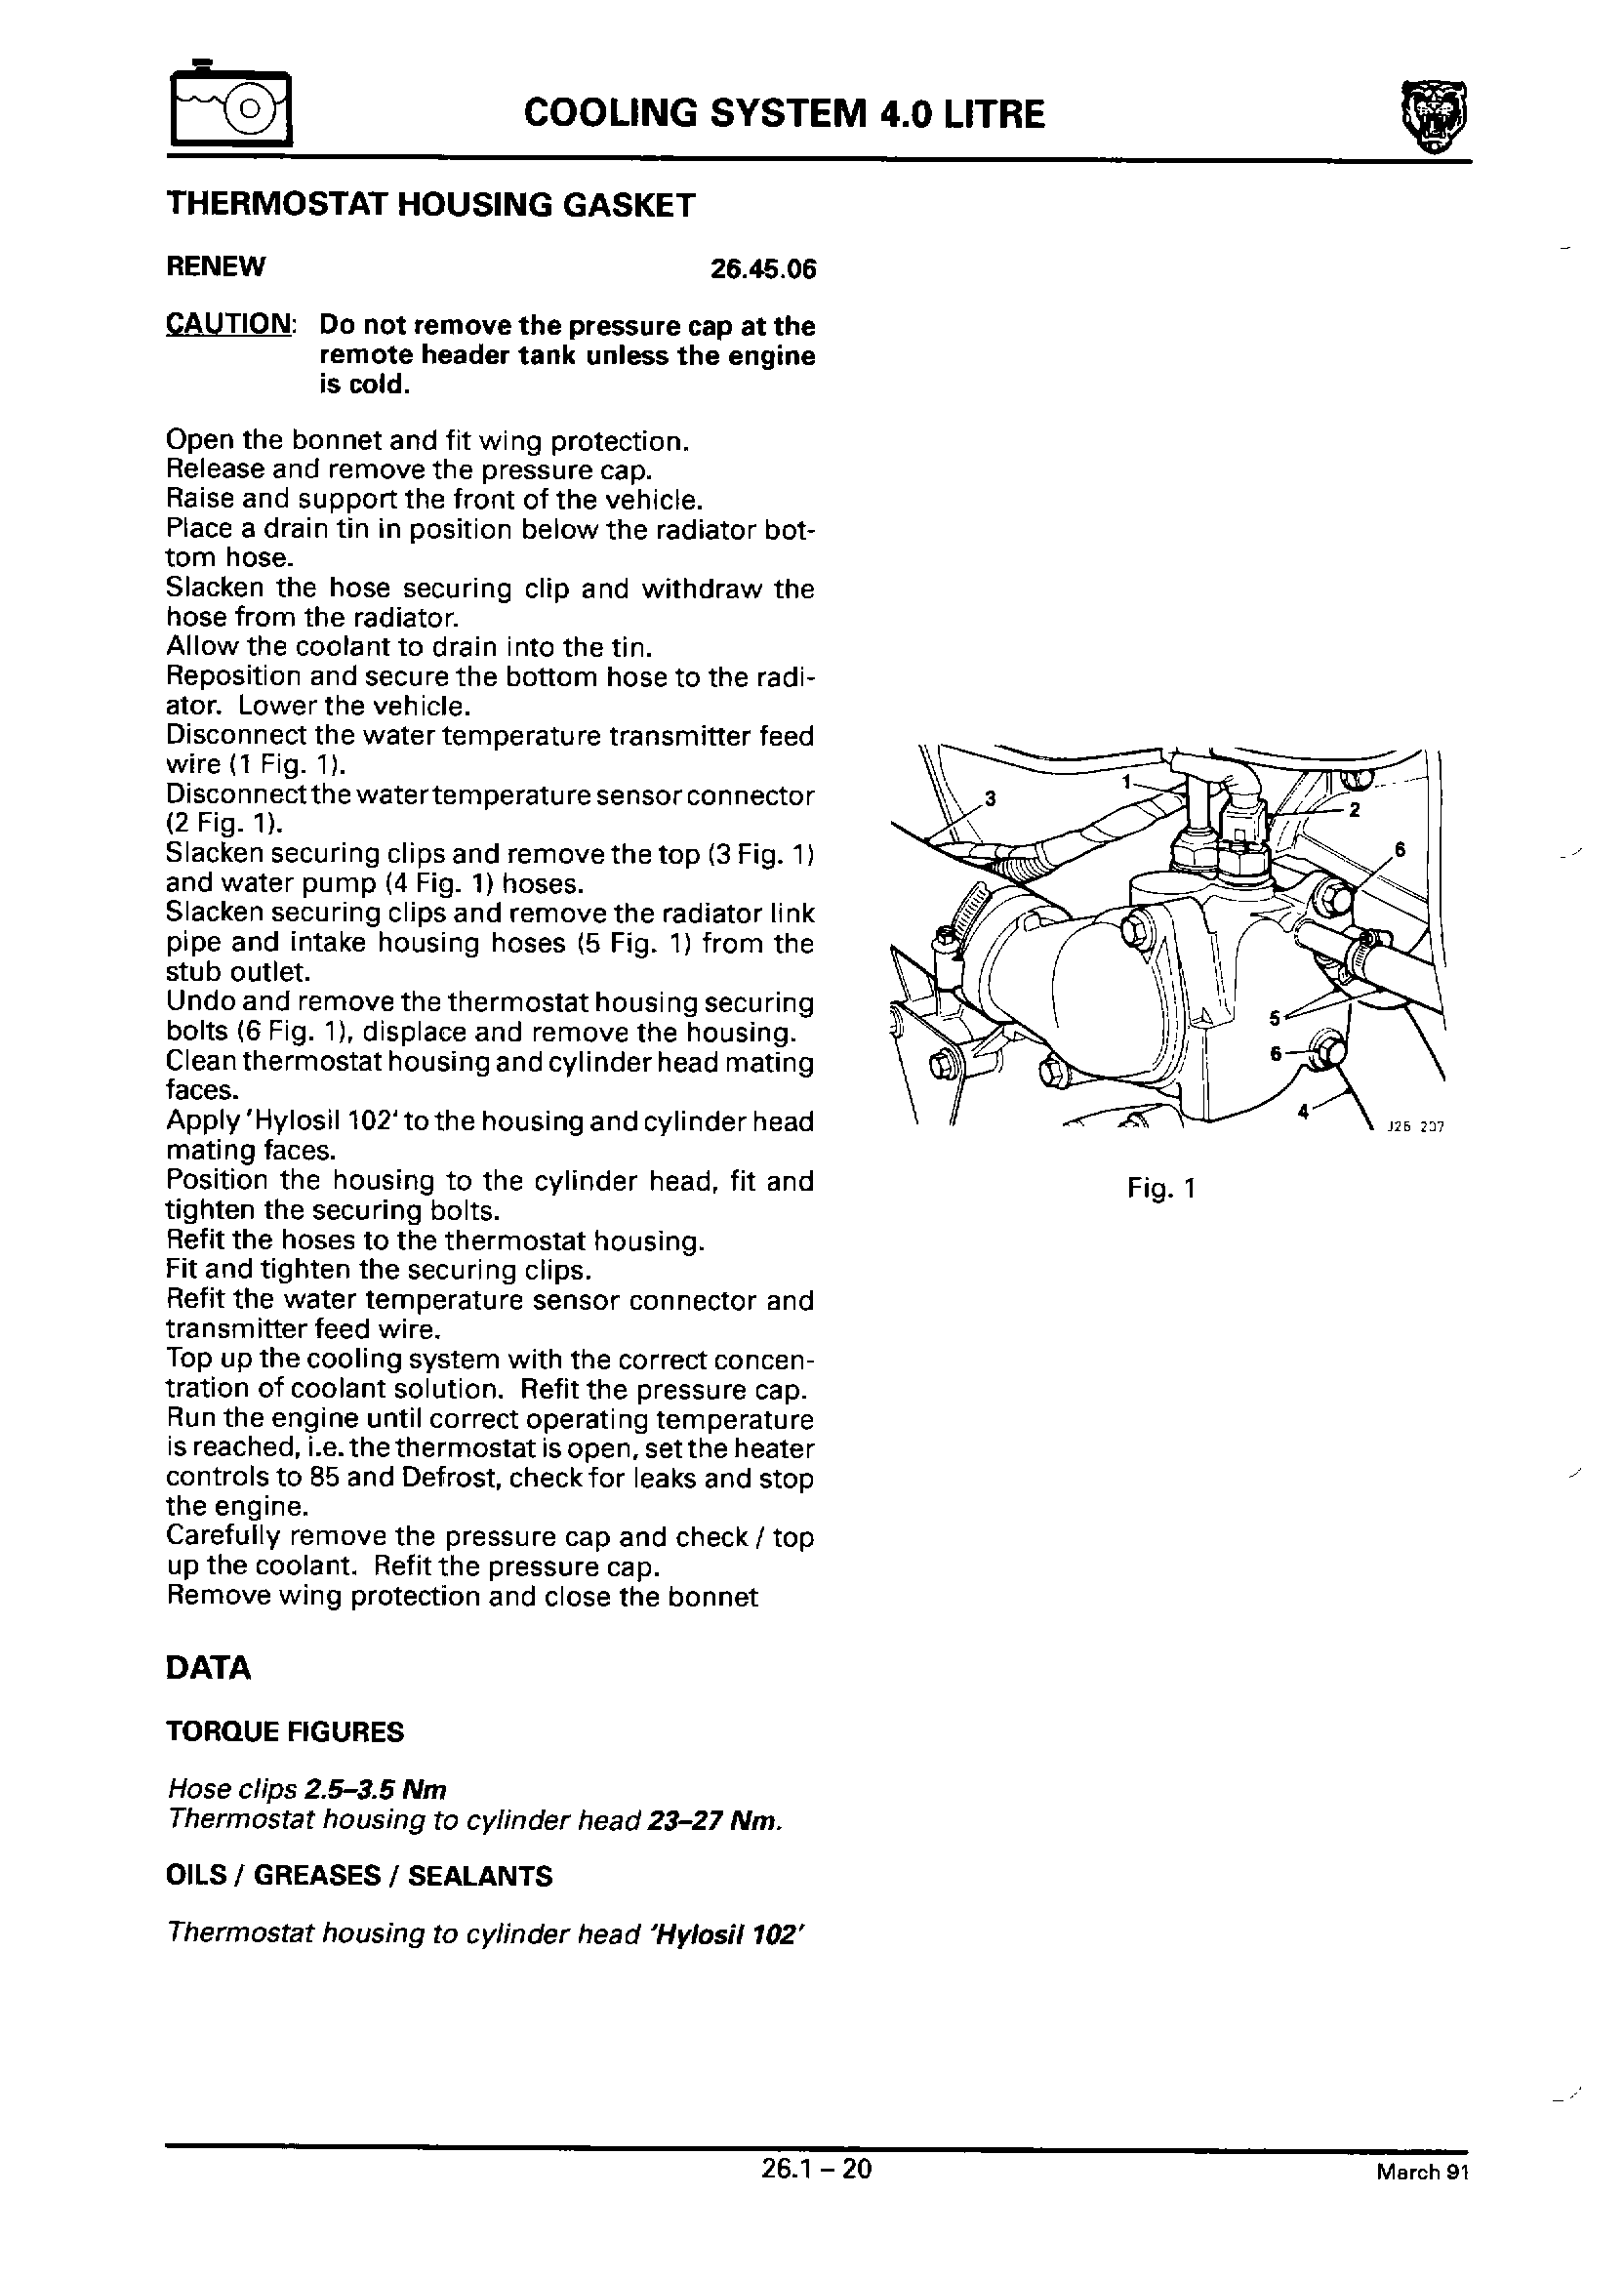 COOLING SYSTEM 4.0 LITRE
THERMOSTAT HOUSING GASKET
RENEW 26.45.06
CAUTION: Do not remove the pressure cap at the
remote header tank unless the engine
is cold.
Open the bonnet and fit wing protection.
Release and remove the pressure cap.
Raise and support the front of the vehicle.
Place a drain tin in position below the radiator bot-
tom hose.
Slacken the hose securing clip and withdraw the
hose from the radiator.
Allow the coolant to drain into the tin.
Reposition and secure the bottom hose to the radi-
ator. Lower the vehicle.
Disconnect the water temperature transmitter feed
wire (1 Fig. 1).
Disconnect the water temperature sensor connector
(2 Fig. 1).
Slacken securing clips and remove the top (3 Fig. 1)
and water pump (4 Fig. 1) hoses.
Slacken securing clips and remove the radiator link
pipe and intake housing hoses (5 Fig. 1) from the
stub outlet.
Undo and remove the thermostat housing securing
bolts (6 Fig. 1), displace and remove the housing.
Clean thermostat housing and cylinder head mating
faces.
Apply 'Hylosil 102' to the housing and cylinder head
mating faces.
Position the housing to the cylinder head, fit and
tighten the securing bolts.
Refit the hoses to the thermostat housing.
Fit and tighten the securing clips.
Refit the water temperature sensor connector and
transmitter feed wire.
Top up the cooling system with the correct concen-
tration of coolant solution. Refit the pressure cap.
Run the engine until correct operating temperature
is reached, i.e. the thermostat is open, set the heater
controls to 85 and Defrost, check for leaks and stop
the engine.
Carefully remove the pressure cap and check / top
up the coolant. Refit the pressure cap.
Remove wing protection and close the bonnet
DATA
TORQUE FIGURES
Hose clips 2.5–3.5 Nm
Thermostat housing to cylinder head 23–27 Nm.
OILS / GREASES / SEALANTS
Thermostat housing to cylinder head 'Hylosil 102'
1
3
2
6
5
6
4
J26 207
Fig. 1
26.1 – 20
March 91